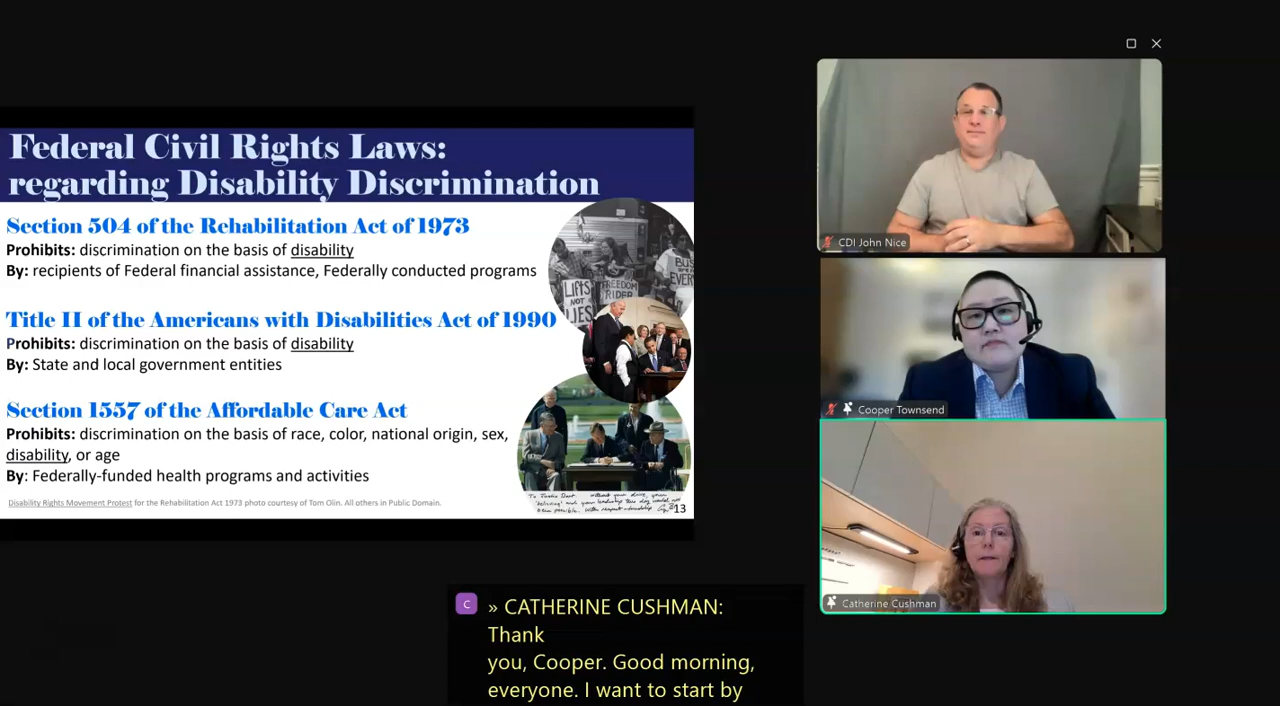 Federal Civil Rights Laws:
regarding Disability Discrimination
Section 504 of the Rehabilitation Act of 1973
Prohibits: discrimination on the basis of disability
By: recipients of Federal financial assistance, Federally conducted programs
Title II of the Americans with Disabilities Act of 1990
Prohibits: discrimination on the basis of disability
By: State and local government entities
Section 1557 of the Affordable Care Act
Prohibits: discrimination on the basis of race, color, national origin, sex,
disability, or age
By: Federally-funded health programs and activities
Disability Rights Movement Protest for the Rehabilitation Act 1973 photo courtesy of Tom Olin. All others in Public Domain.
13
LIFTS
NOT
LIES
FREEDOM
RIDER
CDI John Nice
Cooper Townsend
Catherine Cushman
C
» CATHERINE CUSHMAN:
Thank
you, Cooper. Good morning,
everyone. I want to start by